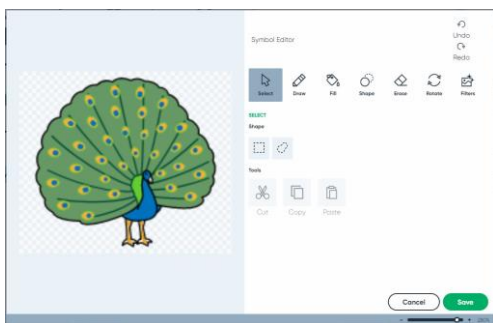 Undo
Symbol Editor
Redo
Select Draw Fill Shape Erase Rotate Filters
SELECT
Shape
Tools
Cut Copy Paste
Cancel Save